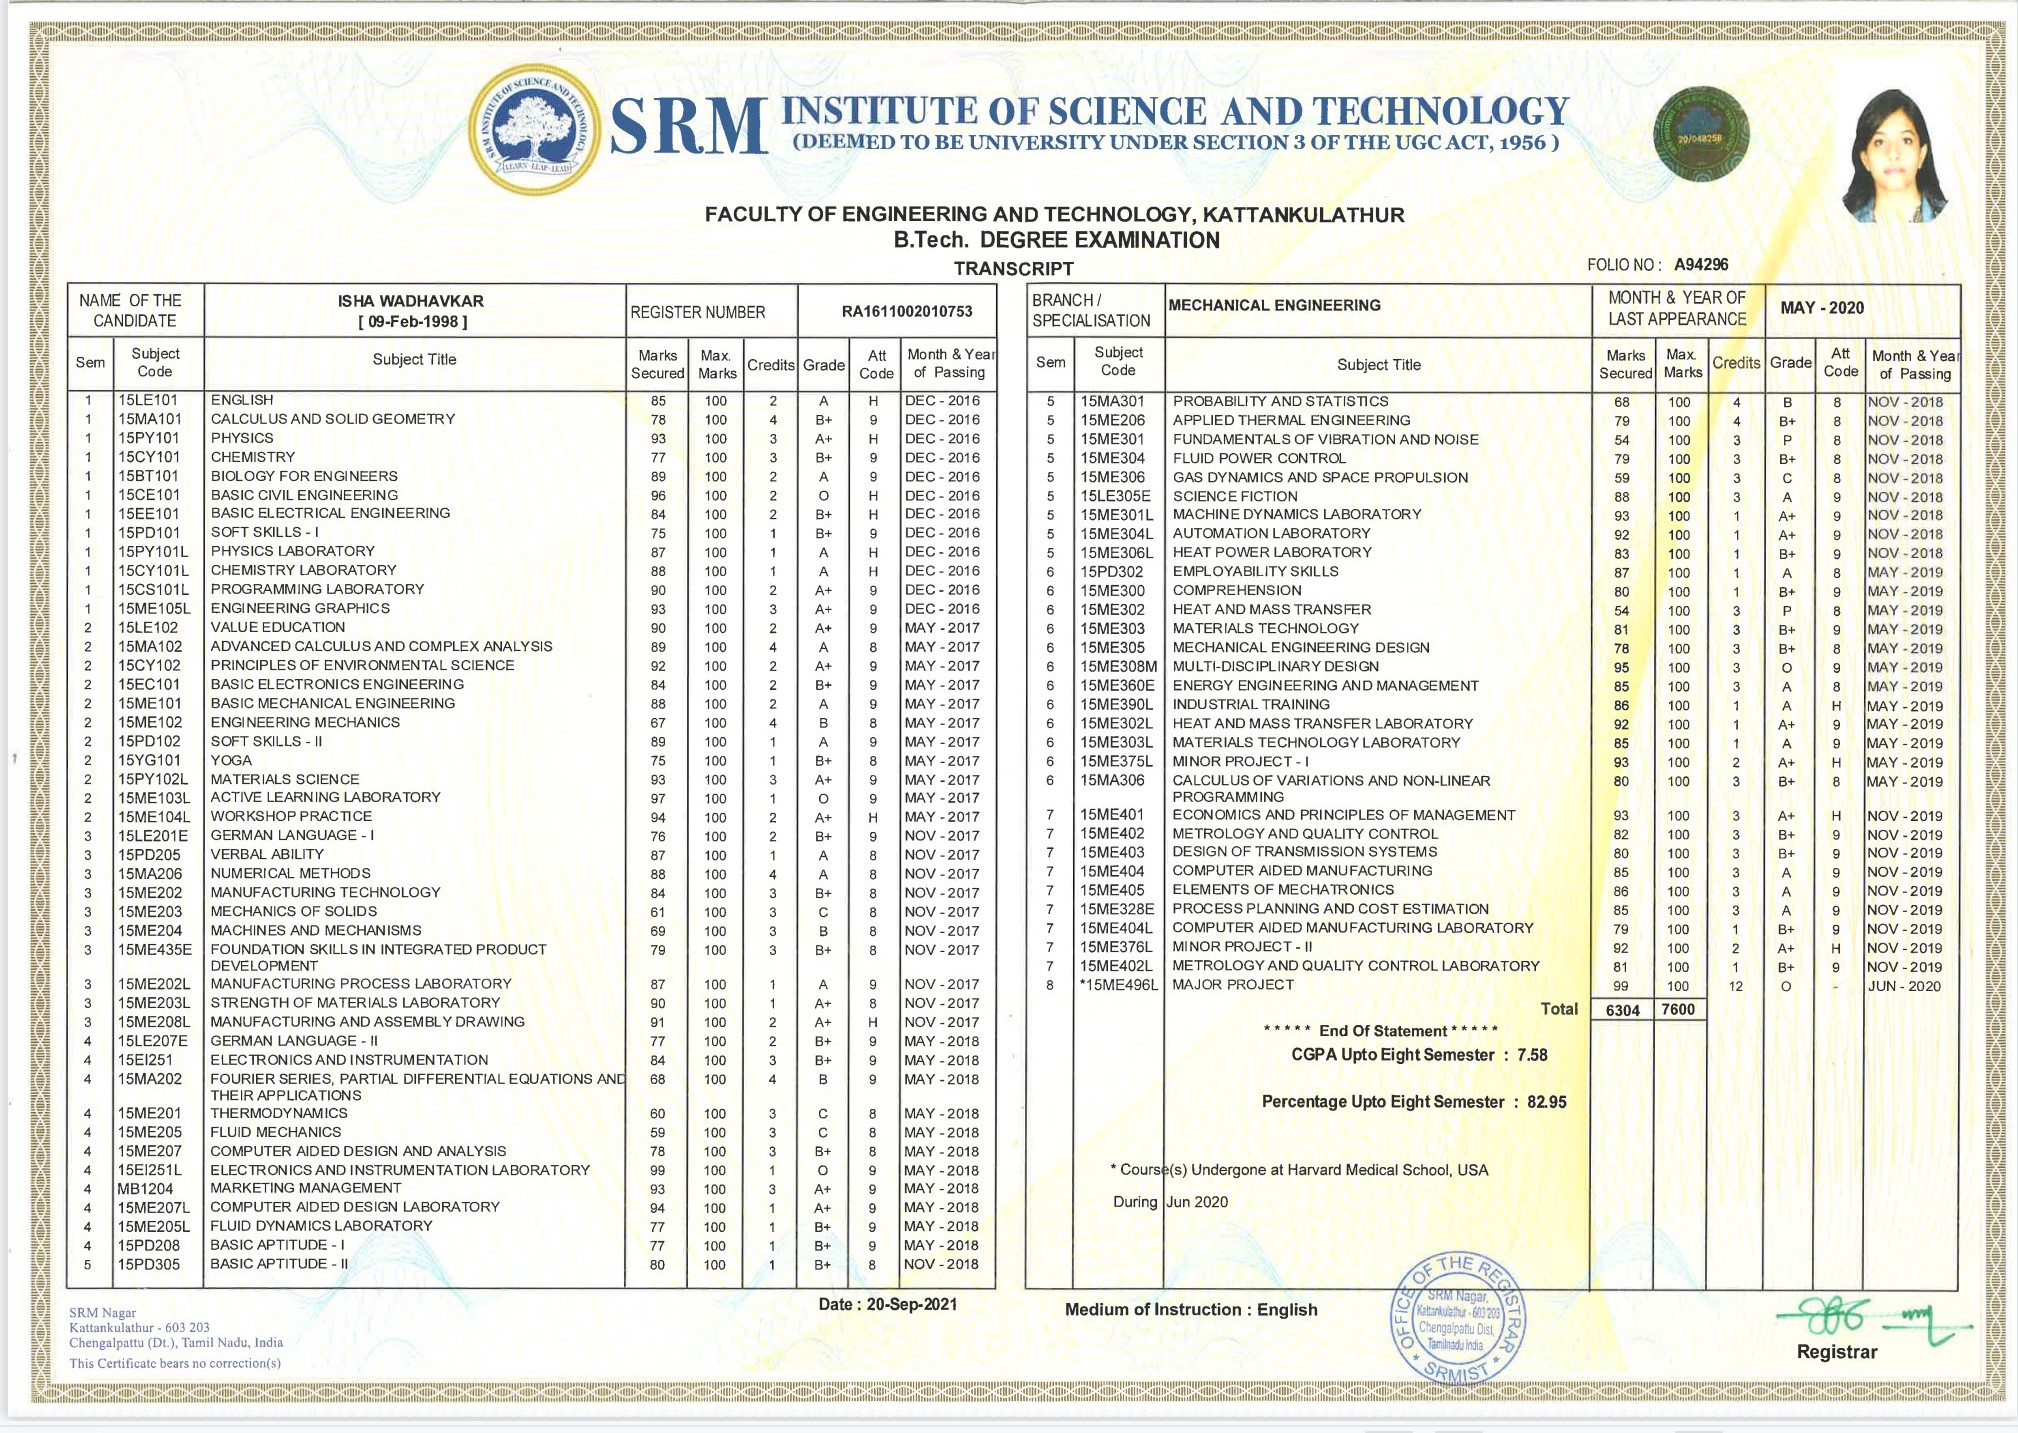 INSTITUTE OF SCIENCE AND TECHNOLOGY
LEARN - LEAP - LEAD
SRM INSTITUTE OF SCIENCE AND TECHNOLOGY
(DEEMED TO BE UNIVERSITY UNDER SECTION 3 OF THE UGC ACT, 1956 )
20/048258
FACULTY OF ENGINEERING AND TECHNOLOGY, KATTANKULATHUR
B.Tech. DEGREE EXAMINATION
TRANSCRIPT
FOLIO NO : A94296
NAME OF THE CANDIDATE
ISHA WADHAVKAR
[ 09-Feb-1998 ]
REGISTER NUMBER
RA1611002010753
Sem Subject Code Subject Title Marks Secured Max. Marks Credits Grade Att Code Month & Year of Passing
1 15LE101 ENGLISH 85 100 2 A H DEC - 2016
1 15MA101 CALCULUS AND SOLID GEOMETRY 78 100 4 B+ 9 DEC - 2016
1 15PY101 PHYSICS 93 100 3 A+ H DEC - 2016
1 15CY101 CHEMISTRY 77 100 3 B+ 9 DEC - 2016
1 15BT101 BIOLOGY FOR ENGINEERS 89 100 2 A 9 DEC - 2016
1 15CE101 BASIC CIVIL ENGINEERING 96 100 2 O H DEC - 2016
1 15EE101 BASIC ELECTRICAL ENGINEERING 84 100 2 B+ H DEC - 2016
1 15PD101 SOFT SKILLS - I 75 100 1 B+ 9 DEC - 2016
1 15PY101L PHYSICS LABORATORY 87 100 1 A H DEC - 2016
1 15CY101L CHEMISTRY LABORATORY 88 100 1 A H DEC - 2016
1 15CS101L PROGRAMMING LABORATORY 90 100 2 A+ 9 DEC - 2016
1 15ME105L ENGINEERING GRAPHICS 93 100 3 A+ 9 DEC - 2016
2 15LE102 VALUE EDUCATION 90 100 2 A+ 9 MAY - 2017
2 15MA102 ADVANCED CALCULUS AND COMPLEX ANALYSIS 89 100 4 A 8 MAY - 2017
2 15CY102 PRINCIPLES OF ENVIRONMENTAL SCIENCE 92 100 2 A+ 9 MAY - 2017
2 15EC101 BASIC ELECTRONICS ENGINEERING 84 100 2 B+ 9 MAY - 2017
2 15ME101 BASIC MECHANICAL ENGINEERING 88 100 2 A 9 MAY - 2017
2 15ME102 ENGINEERING MECHANICS 67 100 4 B 8 MAY - 2017
2 15PD102 SOFT SKILLS - II 89 100 1 A 9 MAY - 2017
2 15YG101 YOGA 75 100 1 B+ 8 MAY - 2017
2 15PY102L MATERIALS SCIENCE 93 100 3 A+ 9 MAY - 2017
2 15ME103L ACTIVE LEARNING LABORATORY 97 100 1 O 9 MAY - 2017
2 15ME104L WORKSHOP PRACTICE 94 100 2 A+ H MAY - 2017
3 15LE201E GERMAN LANGUAGE - I 76 100 2 B+ 9 NOV - 2017
3 15PD205 VERBAL ABILITY 87 100 1 A 8 NOV - 2017
3 15MA206 NUMERICAL METHODS 88 100 4 A 8 NOV - 2017
3 15ME202 MANUFACTURING TECHNOLOGY 84 100 3 B+ 8 NOV - 2017
3 15ME203 MECHANICS OF SOLIDS 61 100 3 C 8 NOV - 2017
3 15ME204 MACHINES AND MECHANISMS 69 100 3 B 8 NOV - 2017
3 15ME435E FOUNDATION SKILLS IN INTEGRATED PRODUCT 79 100 3 B+ 8 NOV - 2017
DEVELOPMENT
3 15ME202L MANUFACTURING PROCESS LABORATORY 87 100 1 A 9 NOV - 2017
3 15ME203L STRENGTH OF MATERIALS LABORATORY 90 100 1 A+ 8 NOV - 2017
3 15ME208L MANUFACTURING AND ASSEMBLY DRAWING 91 100 2 A+ H NOV - 2017
4 15LE207E GERMAN LANGUAGE - II 77 100 2 B+ 9 MAY - 2018
4 15EI251 ELECTRONICS AND INSTRUMENTATION 84 100 3 B+ 9 MAY - 2018
4 15MA202 FOURIER SERIES, PARTIAL DIFFERENTIAL EQUATIONS AND 68 100 4 B 9 MAY - 2018
THEIR APPLICATIONS
4 15ME201 THERMODYNAMICS 60 100 3 C 8 MAY - 2018
4 15ME205 FLUID MECHANICS 59 100 3 C 8 MAY - 2018
4 15ME207 COMPUTER AIDED DESIGN AND ANALYSIS 78 100 3 B+ 8 MAY - 2018
4 15EI251L ELECTRONICS AND INSTRUMENTATION LABORATORY 99 100 1 O 9 MAY - 2018
4 MB1204 MARKETING MANAGEMENT 93 100 3 A+ 9 MAY - 2018
4 15ME207L COMPUTER AIDED DESIGN LABORATORY 94 100 1 A+ 9 MAY - 2018
4 15ME205L FLUID DYNAMICS LABORATORY 77 100 1 B+ 9 MAY - 2018
4 15PD208 BASIC APTITUDE - I 77 100 1 B+ 9 MAY - 2018
5 15PD305 BASIC APTITUDE - II 80 100 1 B+ 8 NOV - 2018
BRANCH / SPECIALISATION
MECHANICAL ENGINEERING
MONTH & YEAR OF LAST APPEARANCE
MAY - 2020
Sem Subject Code Subject Title Marks Secured Max. Marks Credits Grade Att Code Month & Year of Passing
5 15MA301 PROBABILITY AND STATISTICS 68 100 4 B 8 NOV - 2018
5 15ME206 APPLIED THERMAL ENGINEERING 79 100 4 B+ 8 NOV - 2018
5 15ME301 FUNDAMENTALS OF VIBRATION AND NOISE 54 100 3 P 8 NOV - 2018
5 15ME304 FLUID POWER CONTROL 79 100 3 B+ 8 NOV - 2018
5 15ME306 GAS DYNAMICS AND SPACE PROPULSION 59 100 3 C 8 NOV - 2018
5 15LE305E SCIENCE FICTION 88 100 3 A 9 NOV - 2018
5 15ME301L MACHINE DYNAMICS LABORATORY 93 100 1 A+ 9 NOV - 2018
5 15ME304L AUTOMATION LABORATORY 92 100 1 A+ 9 NOV - 2018
5 15ME306L HEAT POWER LABORATORY 83 100 1 B+ 9 NOV - 2018
6 15PD302 EMPLOYABILITY SKILLS 87 100 1 A 8 MAY - 2019
6 15ME300 COMPREHENSION 80 100 1 B+ 9 MAY - 2019
6 15ME302 HEAT AND MASS TRANSFER 54 100 3 P 8 MAY - 2019
6 15ME303 MATERIALS TECHNOLOGY 81 100 3 B+ 9 MAY - 2019
6 15ME305 MECHANICAL ENGINEERING DESIGN 78 100 3 B+ 8 MAY - 2019
6 15ME308M MULTI-DISCIPLINARY DESIGN 95 100 3 O 9 MAY - 2019
6 15ME360E ENERGY ENGINEERING AND MANAGEMENT 85 100 3 A 8 MAY - 2019
6 15ME390L INDUSTRIAL TRAINING 86 100 1 A H MAY - 2019
6 15ME302L HEAT AND MASS TRANSFER LABORATORY 92 100 1 A+ 9 MAY - 2019
6 15ME303L MATERIALS TECHNOLOGY LABORATORY 85 100 1 A 9 MAY - 2019
6 15ME375L MINOR PROJECT - I 93 100 2 A+ H MAY - 2019
6 15MA306 CALCULUS OF VARIATIONS AND NON-LINEAR 80 100 3 B+ 8 MAY - 2019
PROGRAMMING
7 15ME401 ECONOMICS AND PRINCIPLES OF MANAGEMENT 93 100 3 A+ H NOV - 2019
7 15ME402 METROLOGY AND QUALITY CONTROL 82 100 3 B+ 9 NOV - 2019
7 15ME403 DESIGN OF TRANSMISSION SYSTEMS 80 100 3 B+ 9 NOV - 2019
7 15ME404 COMPUTER AIDED MANUFACTURING 85 100 3 A 9 NOV - 2019
7 15ME405 ELEMENTS OF MECHATRONICS 86 100 3 A 9 NOV - 2019
7 15ME328E PROCESS PLANNING AND COST ESTIMATION 85 100 3 A 9 NOV - 2019
7 15ME404L COMPUTER AIDED MANUFACTURING LABORATORY 79 100 1 B+ 9 NOV - 2019
7 15ME376L MINOR PROJECT - II 92 100 2 A+ H NOV - 2019
7 15ME402L METROLOGY AND QUALITY CONTROL LABORATORY 81 100 1 B+ 9 NOV - 2019
8 *15ME496L MAJOR PROJECT 99 100 12 O - JUN - 2020
Total 6304 7600
* * * * * End Of Statement * * * * *
CGPA Upto Eight Semester : 7.58
Percentage Upto Eight Semester : 82.95
* Course(s) Undergone at Harvard Medical School, USA
During Jun 2020
SRM Nagar
Kattankulathur - 603 203
Chengalpattu (Dt.), Tamil Nadu, India
This Certificate bears no correction(s)
Date : 20-Sep-2021
Medium of Instruction : English
OFFICE OF THE REGISTRAR
SRM Nagar,
Kattankulathur - 603 203
Chengalpattu Dist,
Tamilnadu India
* SRMIST *
Registrar